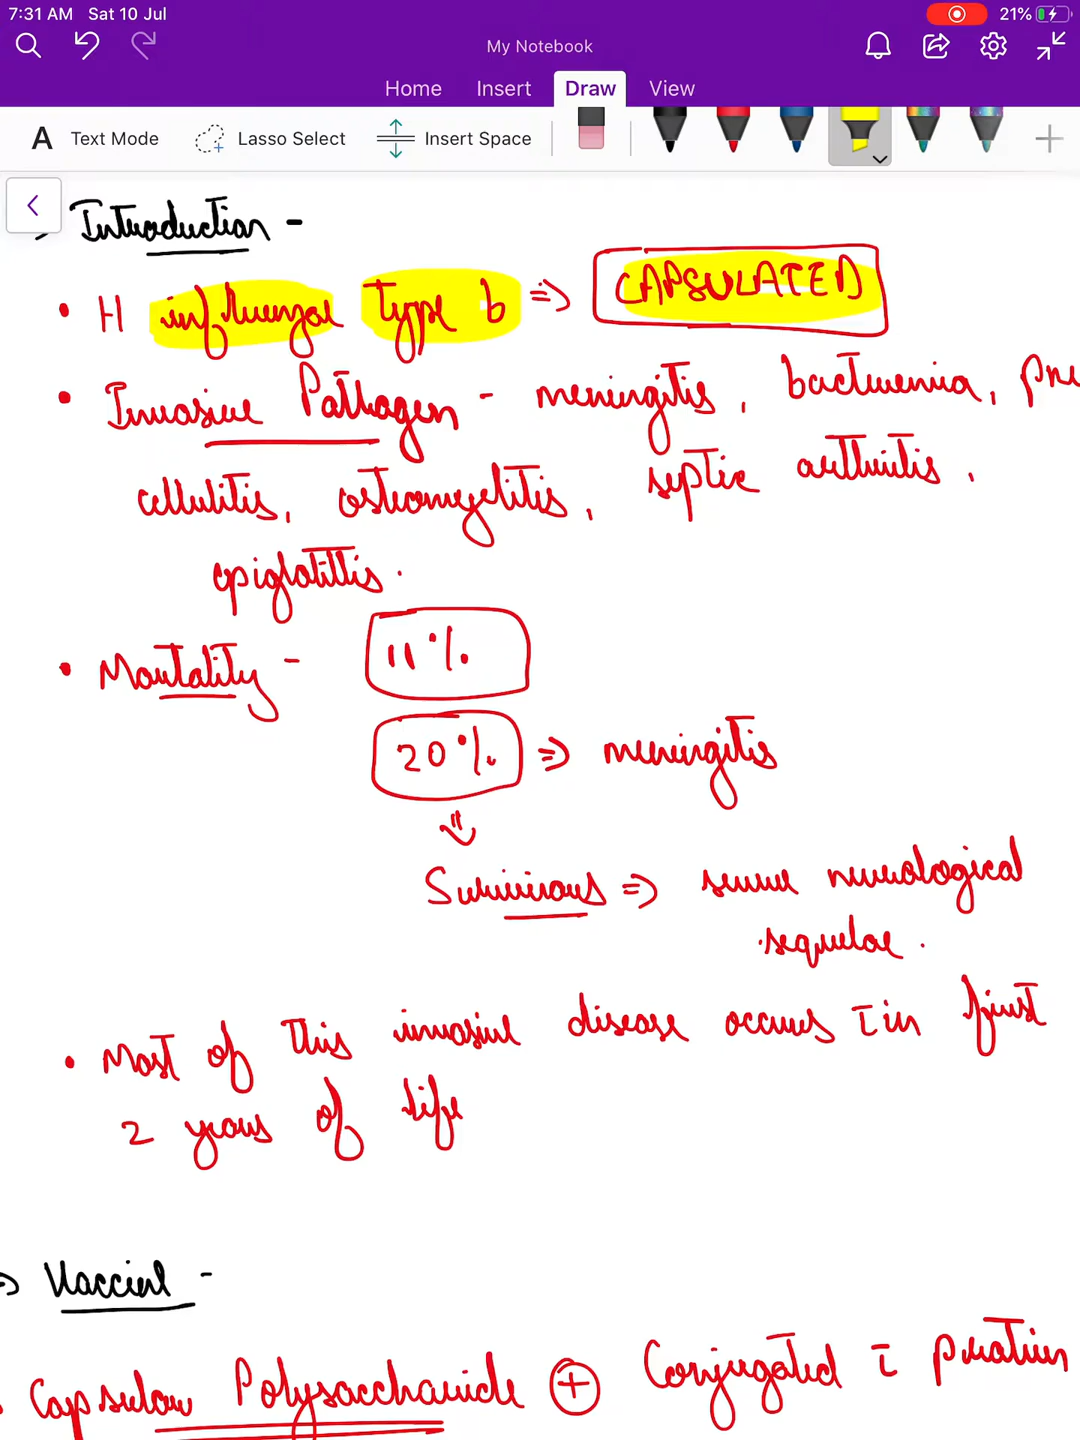 7:31 AM Sat 10 Jul 21%
My Notebook
Home Insert Draw View
A Text Mode Lasso Select Insert Space
Introduction -
• H influenzae type b ⇒ CAPSULATED
• Invasive Pathogen - meningitis, bacteremia, pne
cellulitis, osteomyelitis, septic arthritis,
epiglottitis.
• Mortality - 11%
20% ⇒ meningitis
Survivors ⇒ severe neurological
sequelae.
• Most of this invasive disease occurs in first
2 years of life
⇒ Vaccine -
Capsular Polysaccharide + Conjugated c̄ protein